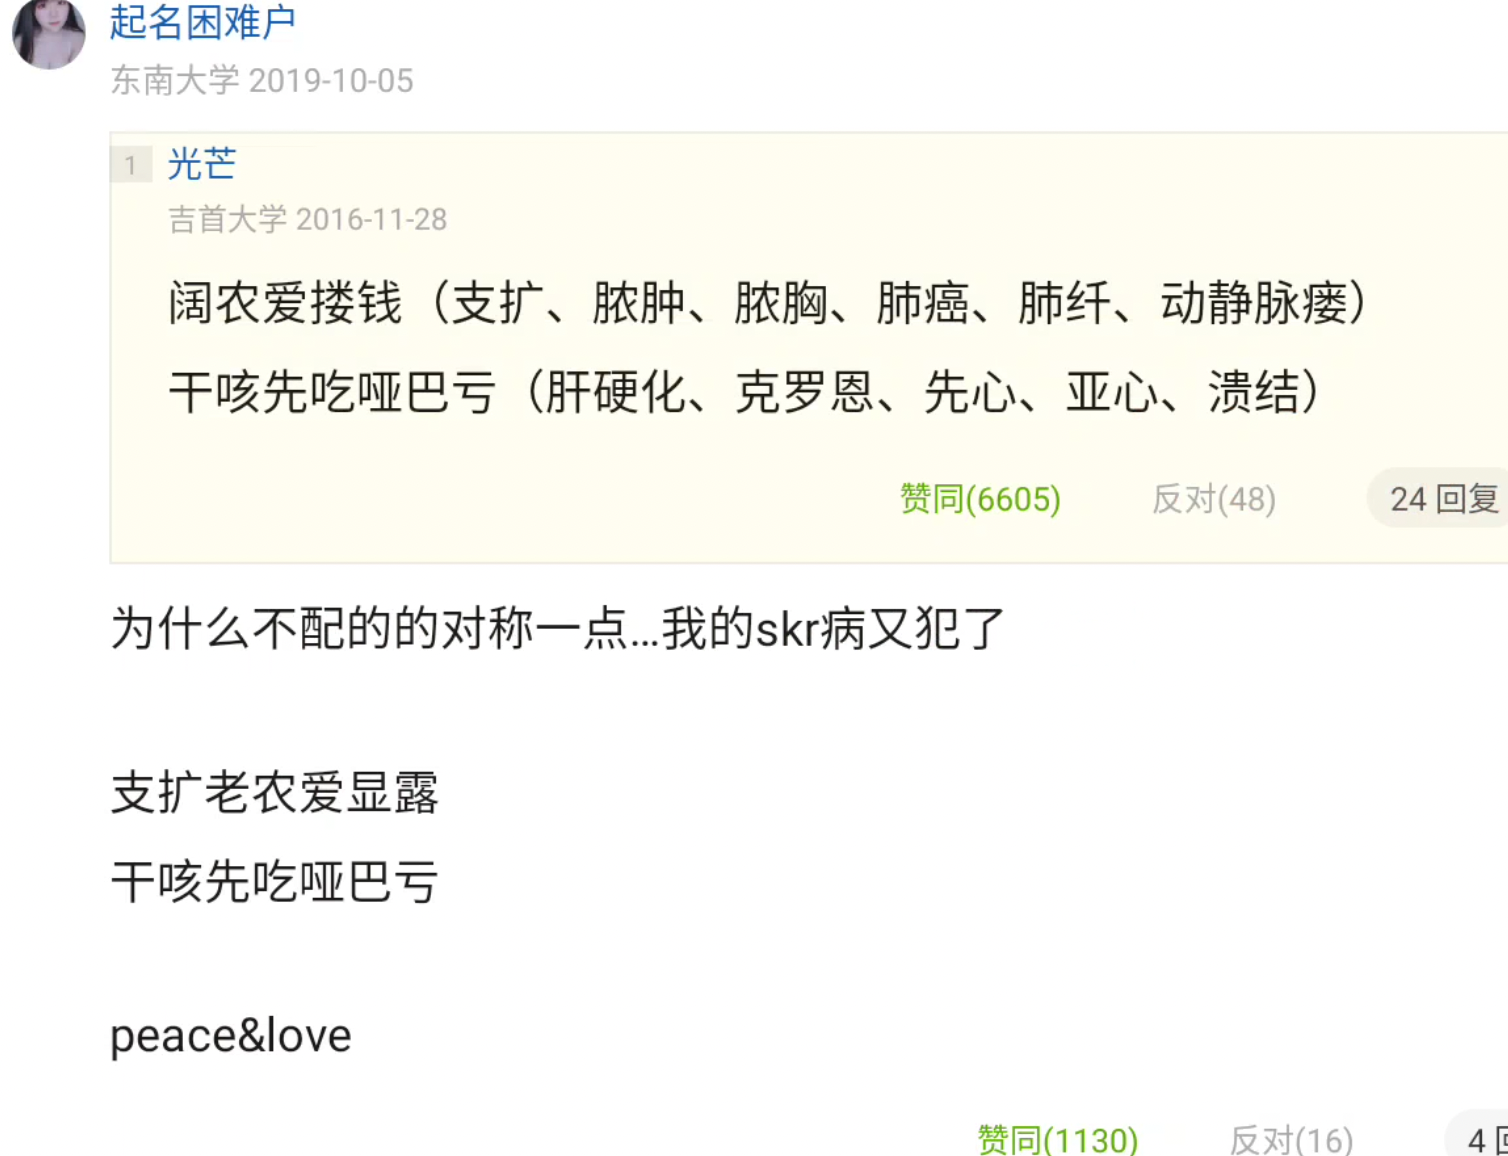 起名困难户
东南大学 2019-10-05
1 光芒
吉首大学 2016-11-28
阔农爱搂钱（支扩、脓肿、脓胸、肺癌、肺纤、动静脉瘘）
干咳先吃哑巴亏（肝硬化、克罗恩、先心、亚心、溃结）
赞同(6605) 反对(48) 24 回复
为什么不配的的对称一点...我的skr病又犯了
支扩老农爱显露
干咳先吃哑巴亏
peace&love
赞同(1130) 反对(16) 4